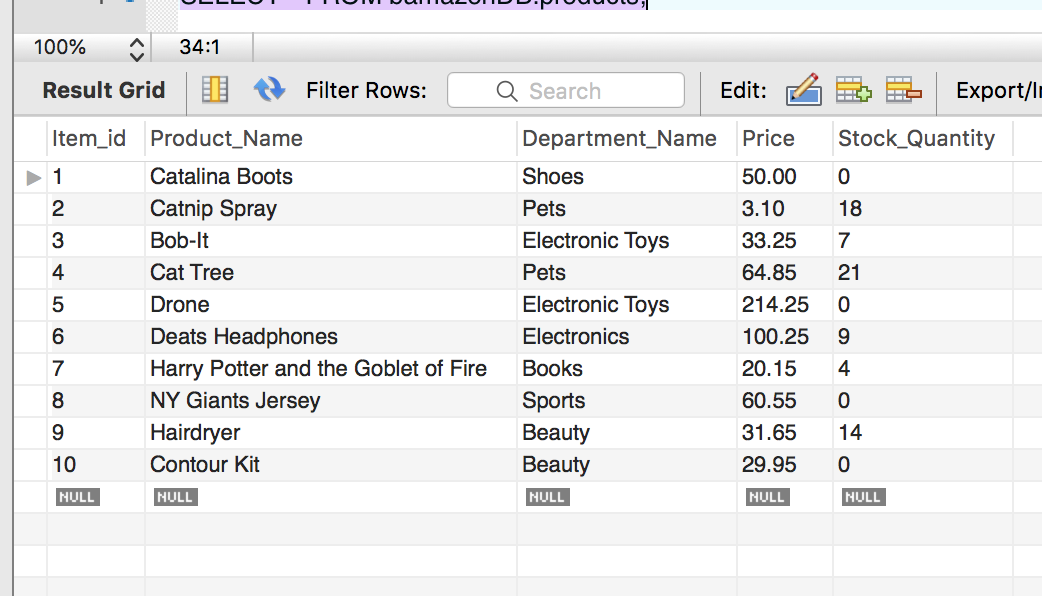 SELECT * FROM bamazonDB.products;
100% 34:1
Result Grid Filter Rows: Search Edit: Export/I
Item_id Product_Name Department_Name Price Stock_Quantity
1 Catalina Boots Shoes 50.00 0
2 Catnip Spray Pets 3.10 18
3 Bob-It Electronic Toys 33.25 7
4 Cat Tree Pets 64.85 21
5 Drone Electronic Toys 214.25 0
6 Deats Headphones Electronics 100.25 9
7 Harry Potter and the Goblet of Fire Books 20.15 4
8 NY Giants Jersey Sports 60.55 0
9 Hairdryer Beauty 31.65 14
10 Contour Kit Beauty 29.95 0
NULL NULL NULL NULL NULL